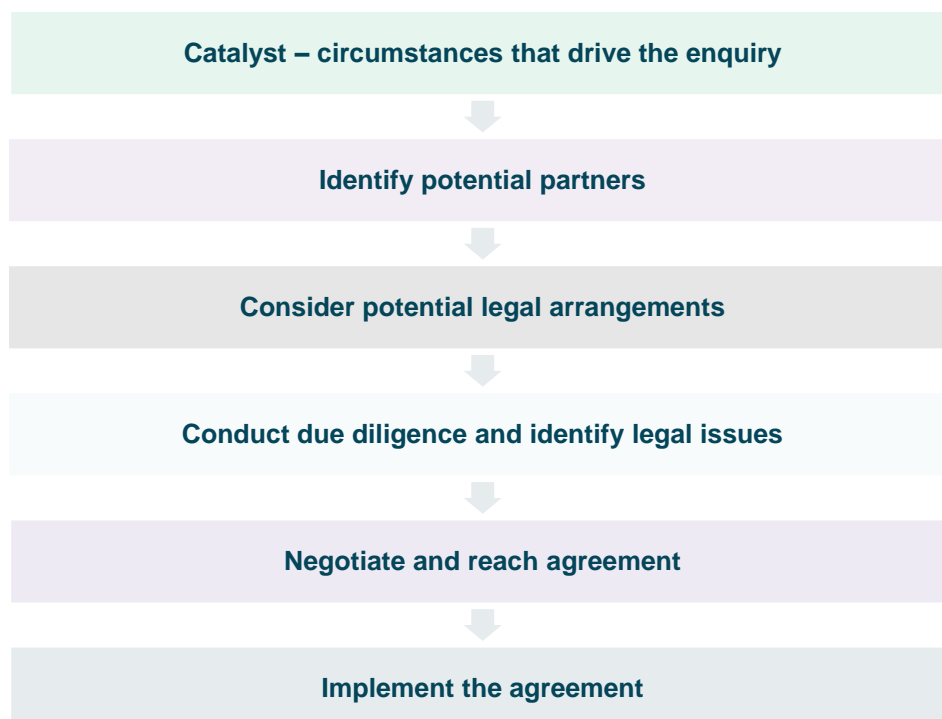 Catalyst – circumstances that drive the enquiry
Identify potential partners
Consider potential legal arrangements
Conduct due diligence and identify legal issues
Negotiate and reach agreement
Implement the agreement